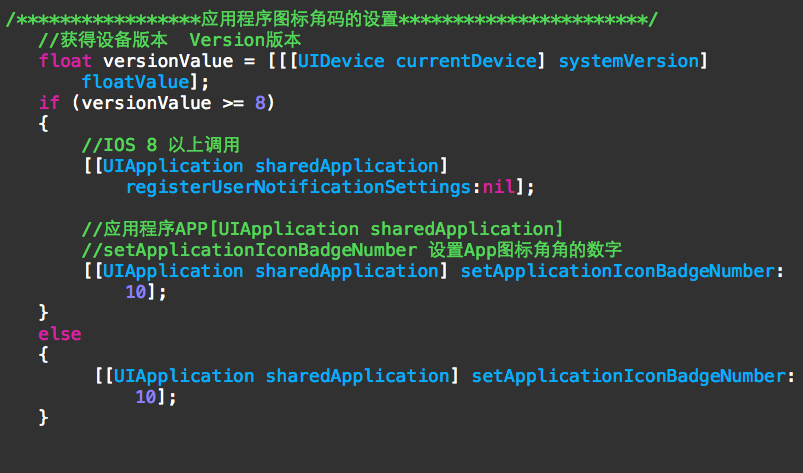 /*****************应用程序图标角码的设置***********************/
//获得设备版本  Version版本
float versionValue = [[[UIDevice currentDevice] systemVersion]
floatValue];
if (versionValue >= 8)
{
//IOS 8 以上调用
[[UIApplication sharedApplication]
registerUserNotificationSettings:nil];
//应用程序APP[UIApplication sharedApplication]
//setApplicationIconBadgeNumber 设置App图标角角的数字
[[UIApplication sharedApplication] setApplicationIconBadgeNumber:
10];
}
else
{
[[UIApplication sharedApplication] setApplicationIconBadgeNumber:
10];
}